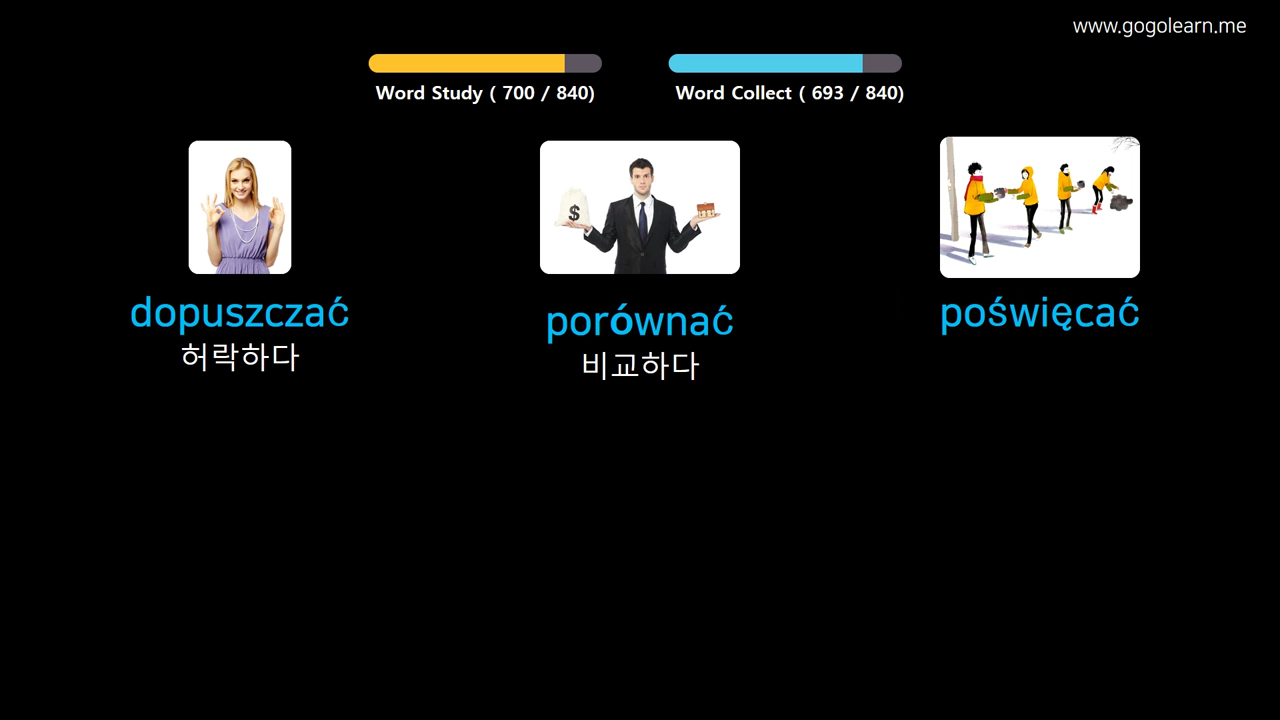 www.gogolearn.me
Word Study ( 700 / 840)
Word Collect ( 693 / 840)
$
dopuszczać
허락하다
porównać
비교하다
poświęcać